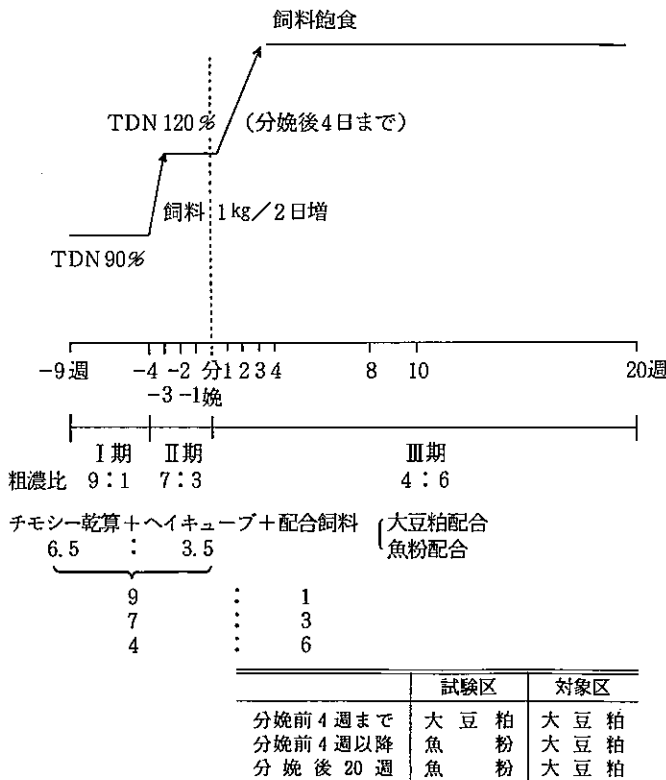 飼料飽食
TDN 120％ （分娩後4日まで）
飼料 1kg／2日増
TDN 90％
－9週 －4 －2 分 1 2 3 4 8 10 20週
－3 －1 娩
Ⅰ期 Ⅱ期 Ⅲ期
粗濃比 9：1 7：3 4：6
チモシー乾算＋ヘイキューブ＋配合飼料 大豆粕配合
6.5 ： 3.5 魚粉配合
9 ： 1
7 ： 3
4 ： 6
試験区 対象区
分娩前4週まで 大豆粕 大豆粕
分娩前4週以降 魚粉 大豆粕
分娩後20週 魚粉 大豆粕